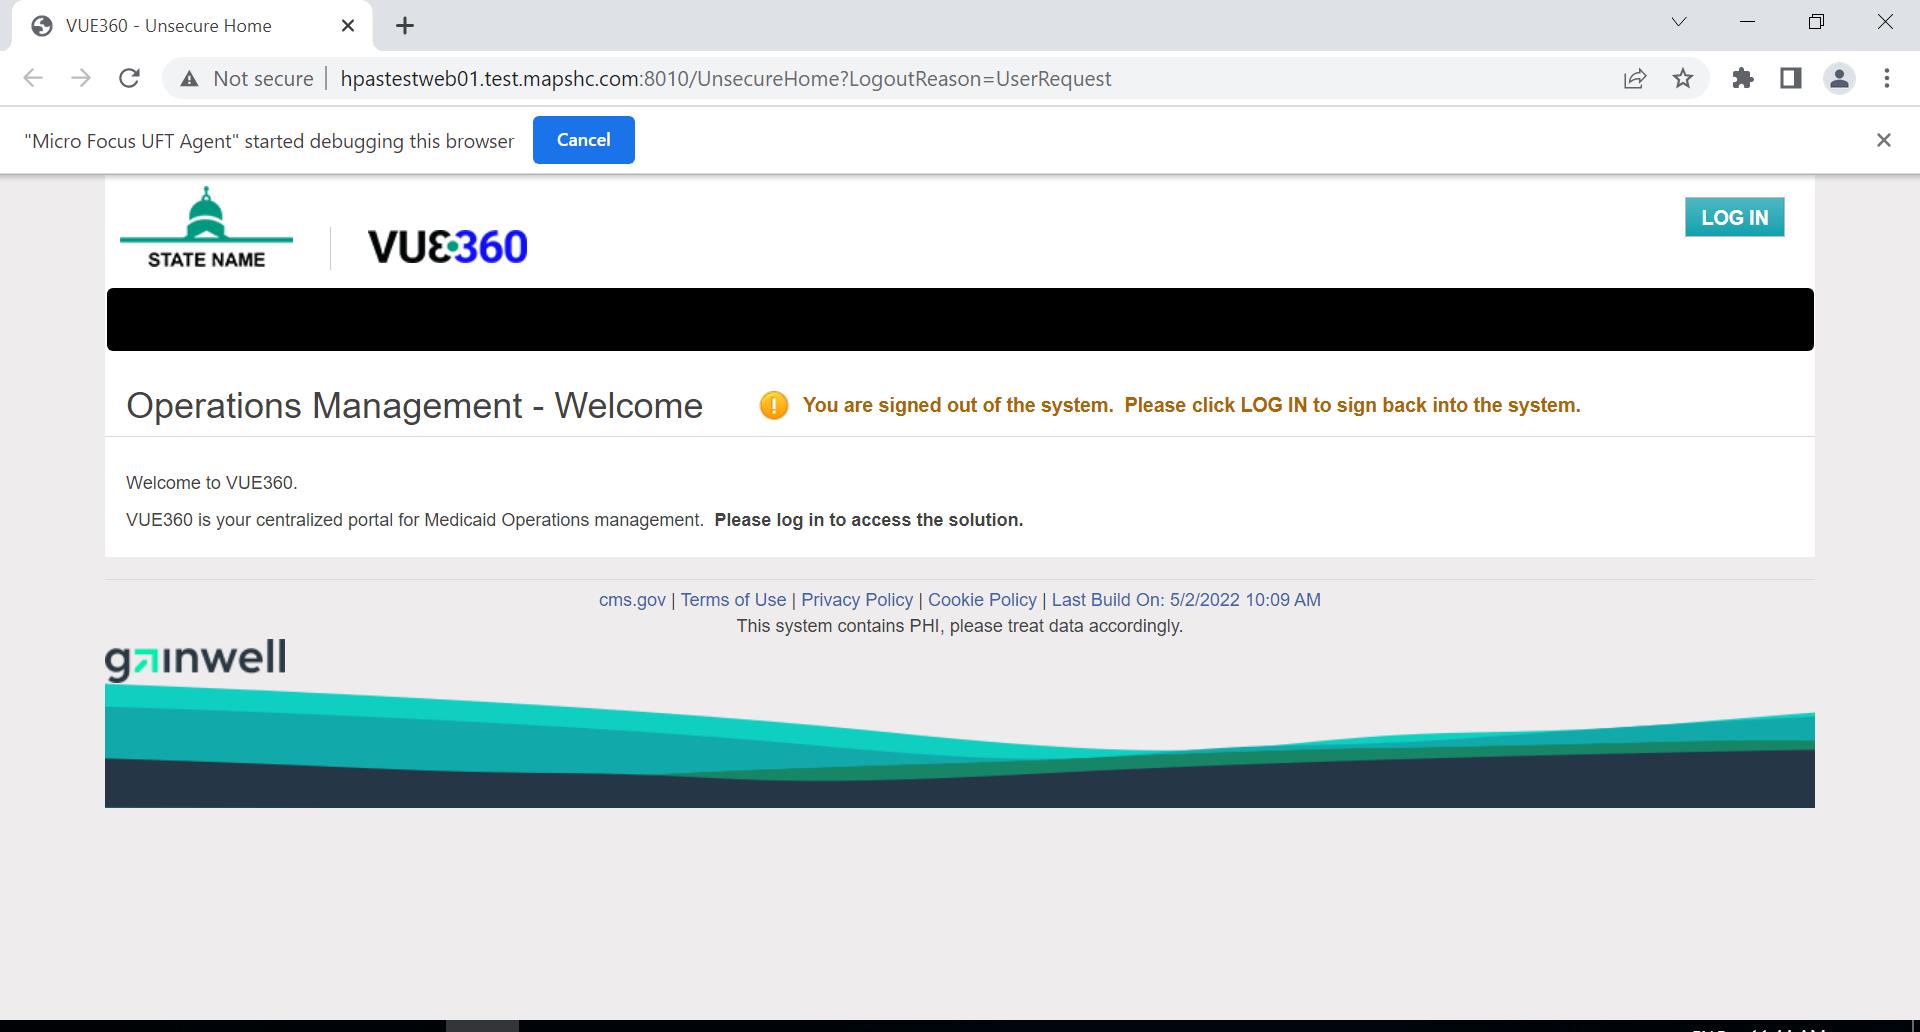 VUE360 - Unsecure Home
Not secure
hpastestweb01.test.mapshc.com:8010/UnsecureHome?LogoutReason=UserRequest
"Micro Focus UFT Agent" started debugging this browser
Cancel
STATE NAME
VUE360
LOG IN
Operations Management - Welcome
You are signed out of the system. Please click LOG IN to sign back into the system.
Welcome to VUE360.
VUE360 is your centralized portal for Medicaid Operations management. Please log in to access the solution.
cms.gov | Terms of Use | Privacy Policy | Cookie Policy | Last Build On: 5/2/2022 10:09 AM
This system contains PHI, please treat data accordingly.
gainwell